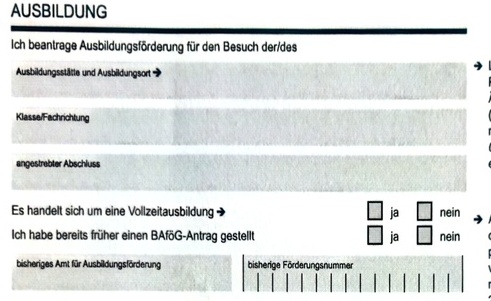 AUSBILDUNG
Ich beantrage Ausbildungsförderung für den Besuch der/des
Ausbildungsstätte und Ausbildungsort →
Klasse/Fachrichtung
angestrebter Abschluss
Es handelt sich um eine Vollzeitausbildung → ja nein
Ich habe bereits früher einen BAföG-Antrag gestellt ja nein
bisheriges Amt für Ausbildungsförderung bisherige Förderungsnummer